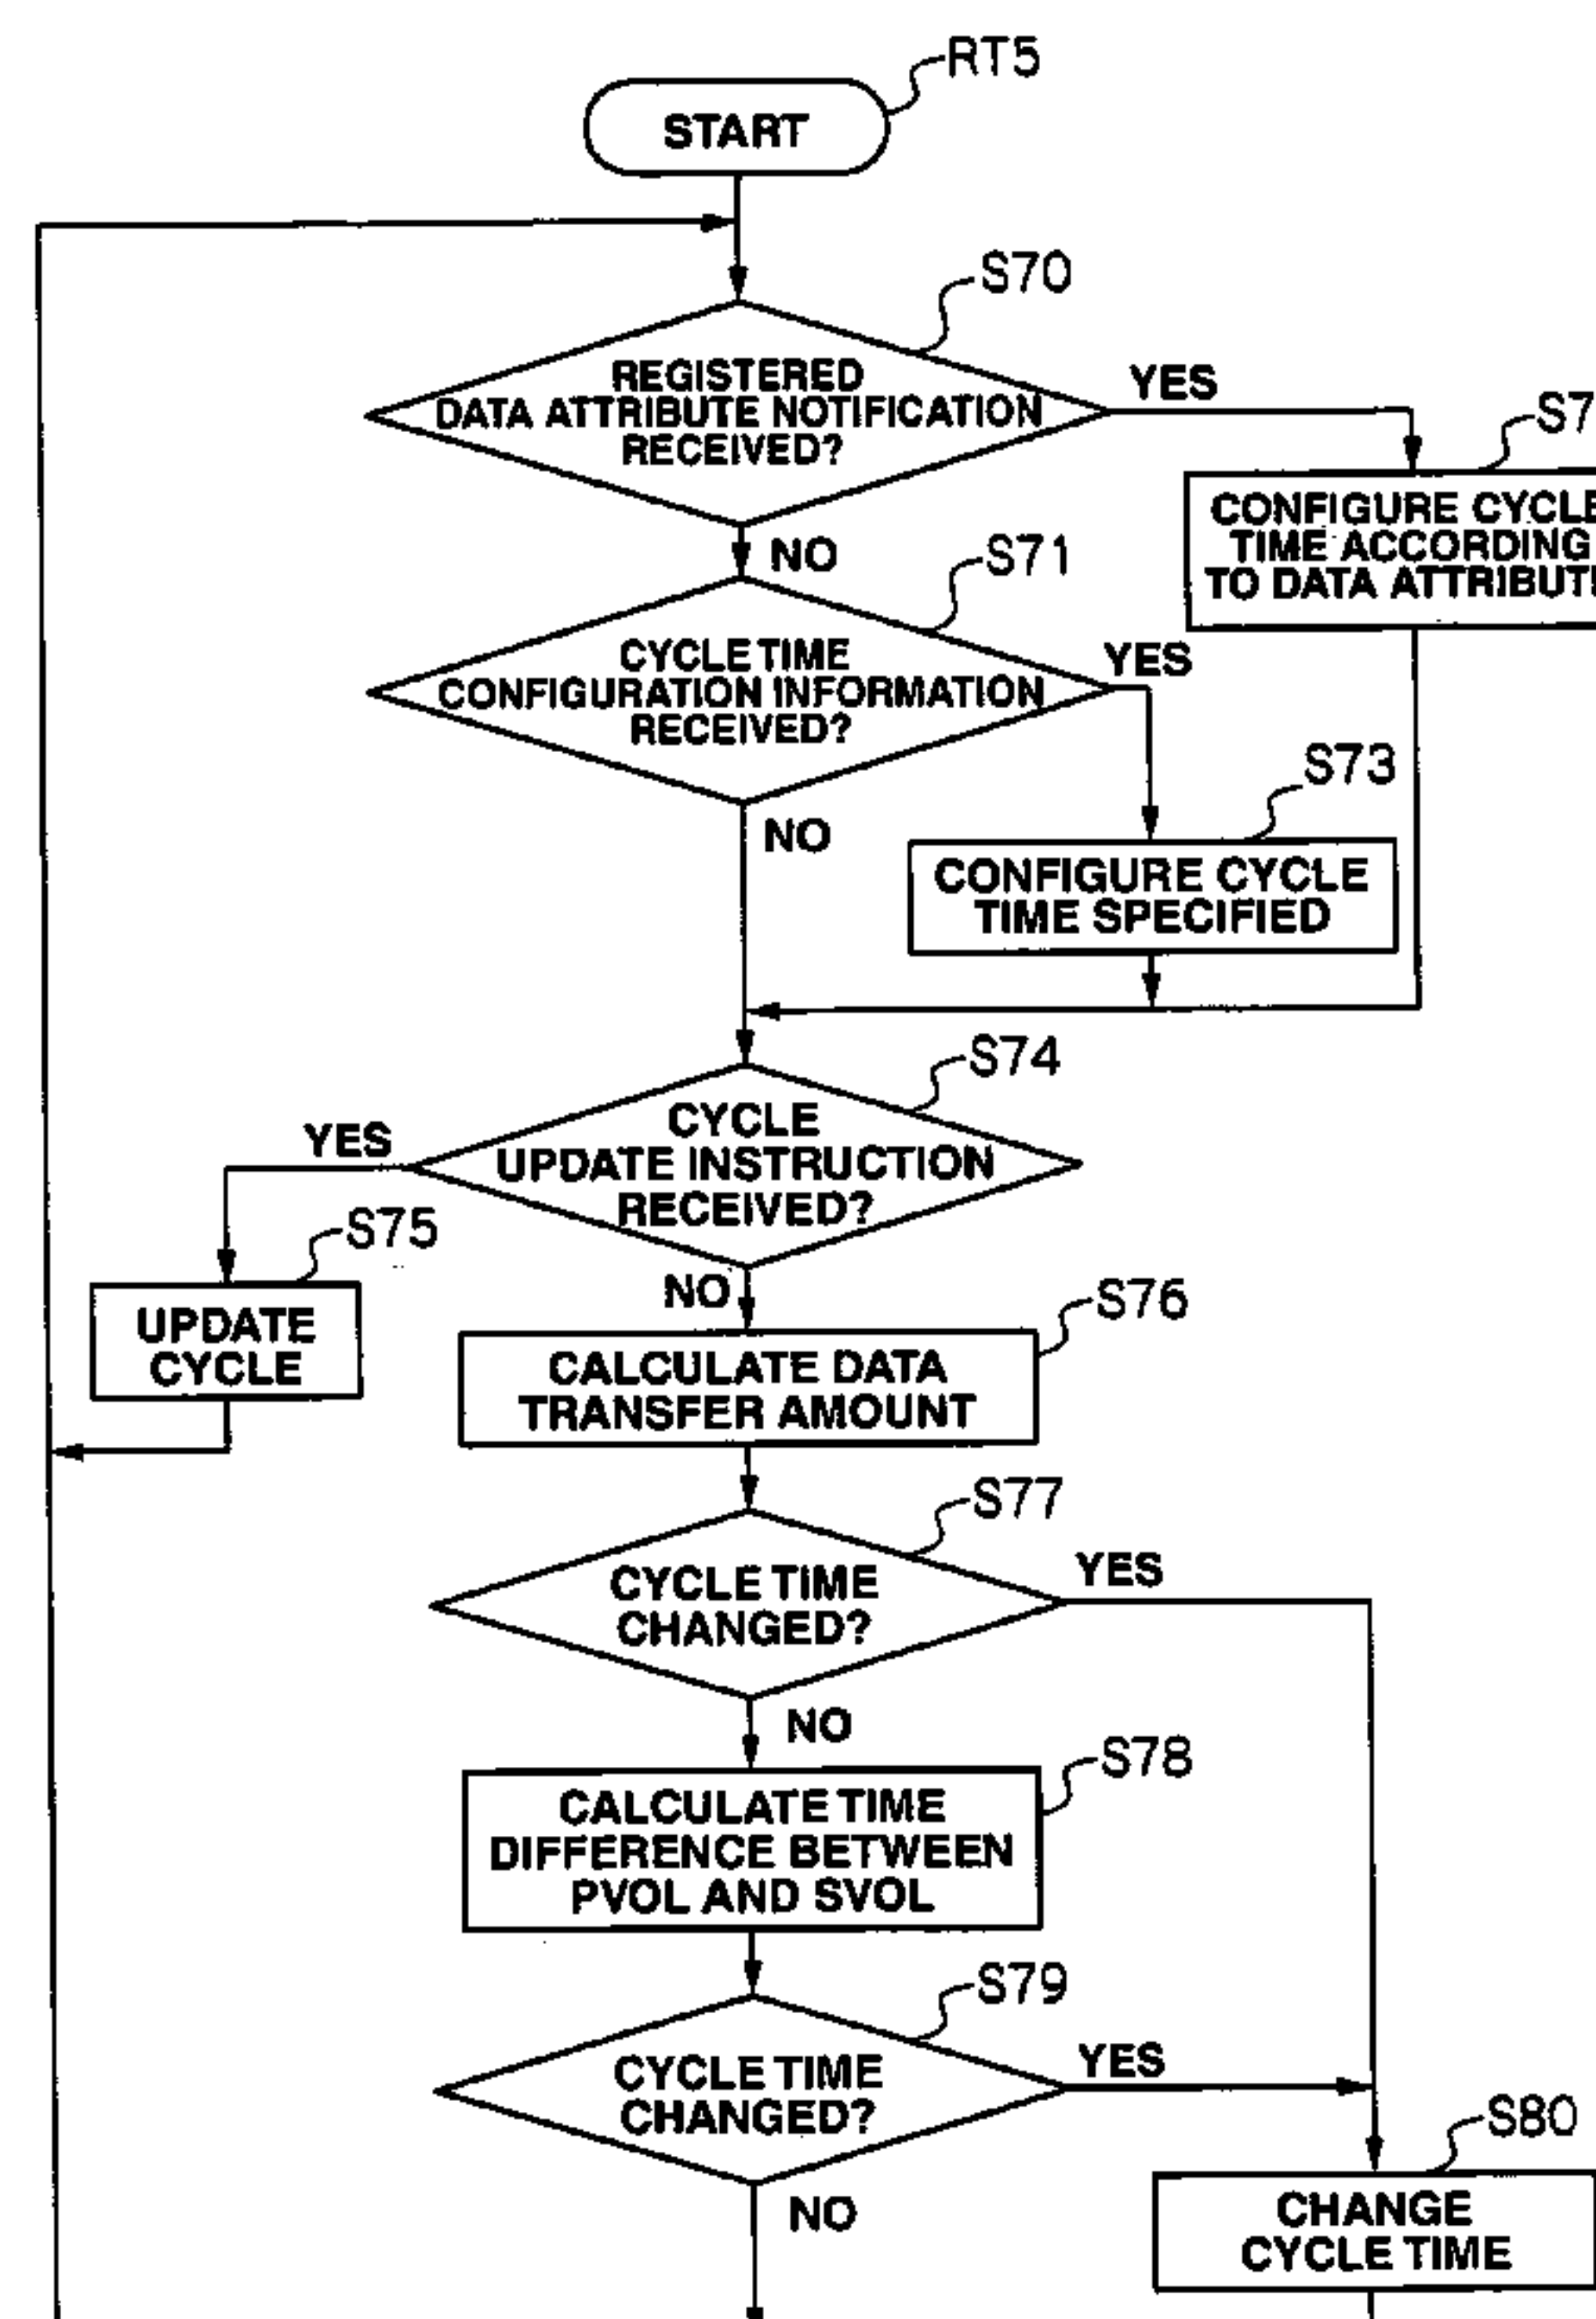 RT5
START
S70
REGISTERED
DATA ATTRIBUTE NOTIFICATION
RECEIVED?
YES
S7
CONFIGURE CYCLE
TIME ACCORDING
TO DATA ATTRIBUTE
NO
S71
CYCLE TIME
CONFIGURATION INFORMATION
RECEIVED?
YES
S73
CONFIGURE CYCLE
TIME SPECIFIED
NO
S74
CYCLE
UPDATE INSTRUCTION
RECEIVED?
YES
S75
UPDATE
CYCLE
NO
S76
CALCULATE DATA
TRANSFER AMOUNT
S77
CYCLE TIME
CHANGED?
YES
NO
S78
CALCULATE TIME
DIFFERENCE BETWEEN
PVOL AND SVOL
S79
CYCLE TIME
CHANGED?
YES
S80
CHANGE
CYCLE TIME
NO